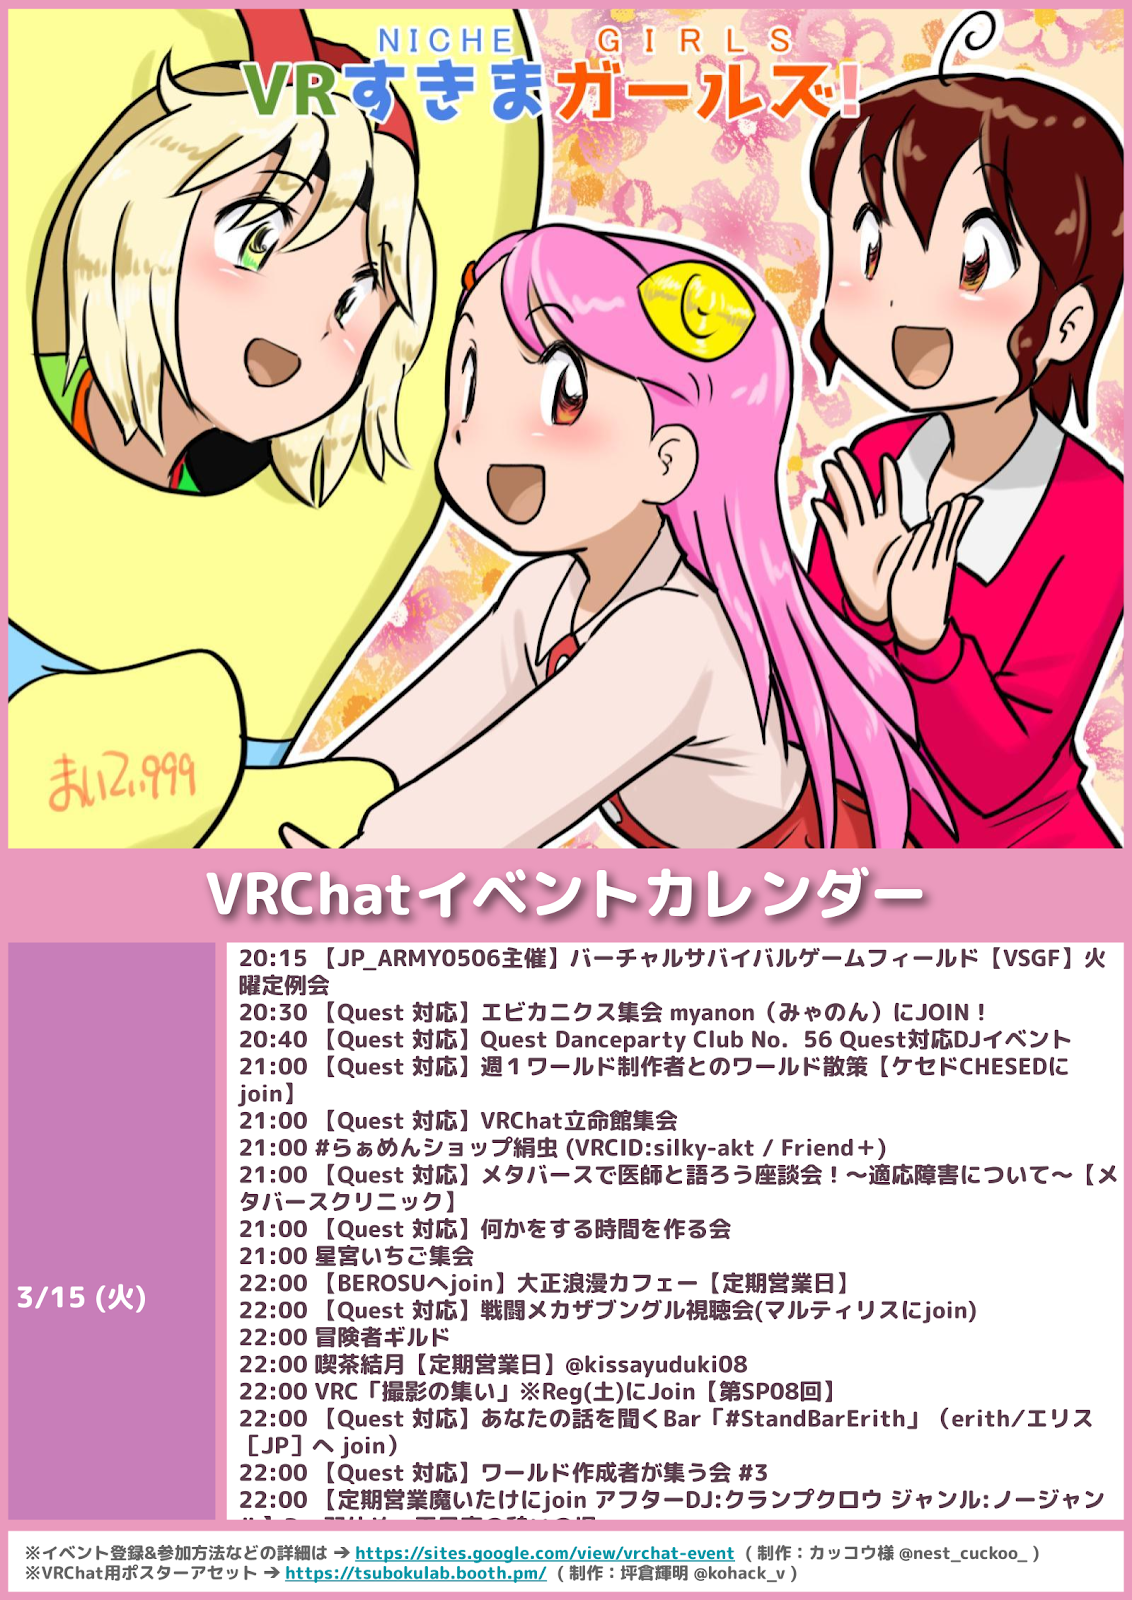 NICHE GIRLS
VRすきまガールズ!
まいてぃ999
VRChatイベントカレンダー
3/15 (火)
20:15 【JP_ARMY0506主催】バーチャルサバイバルゲームフィールド【VSGF】火
曜定例会
20:30 【Quest 対応】エビカニクス集会 myanon（みゃのん）にJOIN！
20:40 【Quest 対応】Quest Danceparty Club No．56 Quest対応DJイベント
21:00 【Quest 対応】週１ワールド制作者とのワールド散策【ケセドCHESEDに
join】
21:00 【Quest 対応】VRChat立命館集会
21:00 #らぁめんショップ絹虫 (VRCID:silky-akt / Friend＋)
21:00 【Quest 対応】メタバースで医師と語ろう座談会！～適応障害について～【メ
タバースクリニック】
21:00 【Quest 対応】何かをする時間を作る会
21:00 星宮いちご集会
22:00 【BEROSUへjoin】大正浪漫カフェー【定期営業日】
22:00 【Quest 対応】戦闘メカザブングル視聴会(マルティリスにjoin)
22:00 冒険者ギルド
22:00 喫茶結月【定期営業日】@kissayuduki08
22:00 VRC「撮影の集い」※Reg(土)にJoin【第SP08回】
22:00 【Quest 対応】あなたの話を聞くBar「#StandBarErith」（erith/エリス
［JP］へ join）
22:00 【Quest 対応】ワールド作成者が集う会 #3
22:00 【定期営業魔いたけにjoin アフターDJ:クランプクロウ ジャンル:ノージャン
※イベント登録&参加方法などの詳細は ➔ https://sites.google.com/view/vrchat-event （ 制作：カッコウ様 @nest_cuckoo_ ）
※VRChat用ポスターアセット ➔ https://tsubokulab.booth.pm/ （ 制作：坪倉輝明 @kohack_v ）